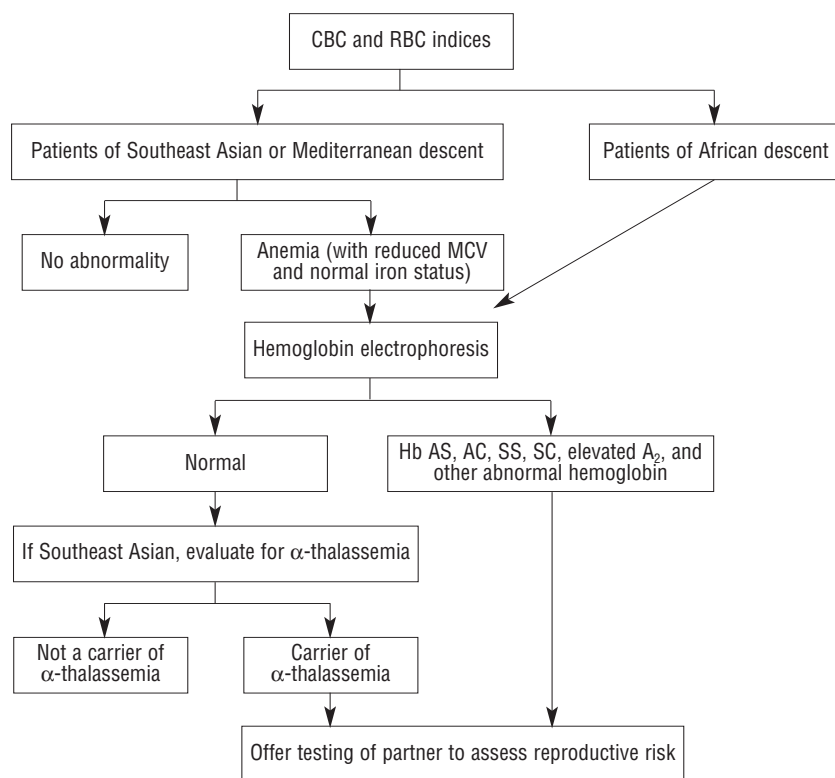 CBC and RBC indices
Patients of Southeast Asian or Mediterranean descent
Patients of African descent
No abnormality
Anemia (with reduced MCV
and normal iron status)
Hemoglobin electrophoresis
Normal
Hb AS, AC, SS, SC, elevated A₂, and
other abnormal hemoglobin
If Southeast Asian, evaluate for α-thalassemia
Not a carrier of
α-thalassemia
Carrier of
α-thalassemia
Offer testing of partner to assess reproductive risk